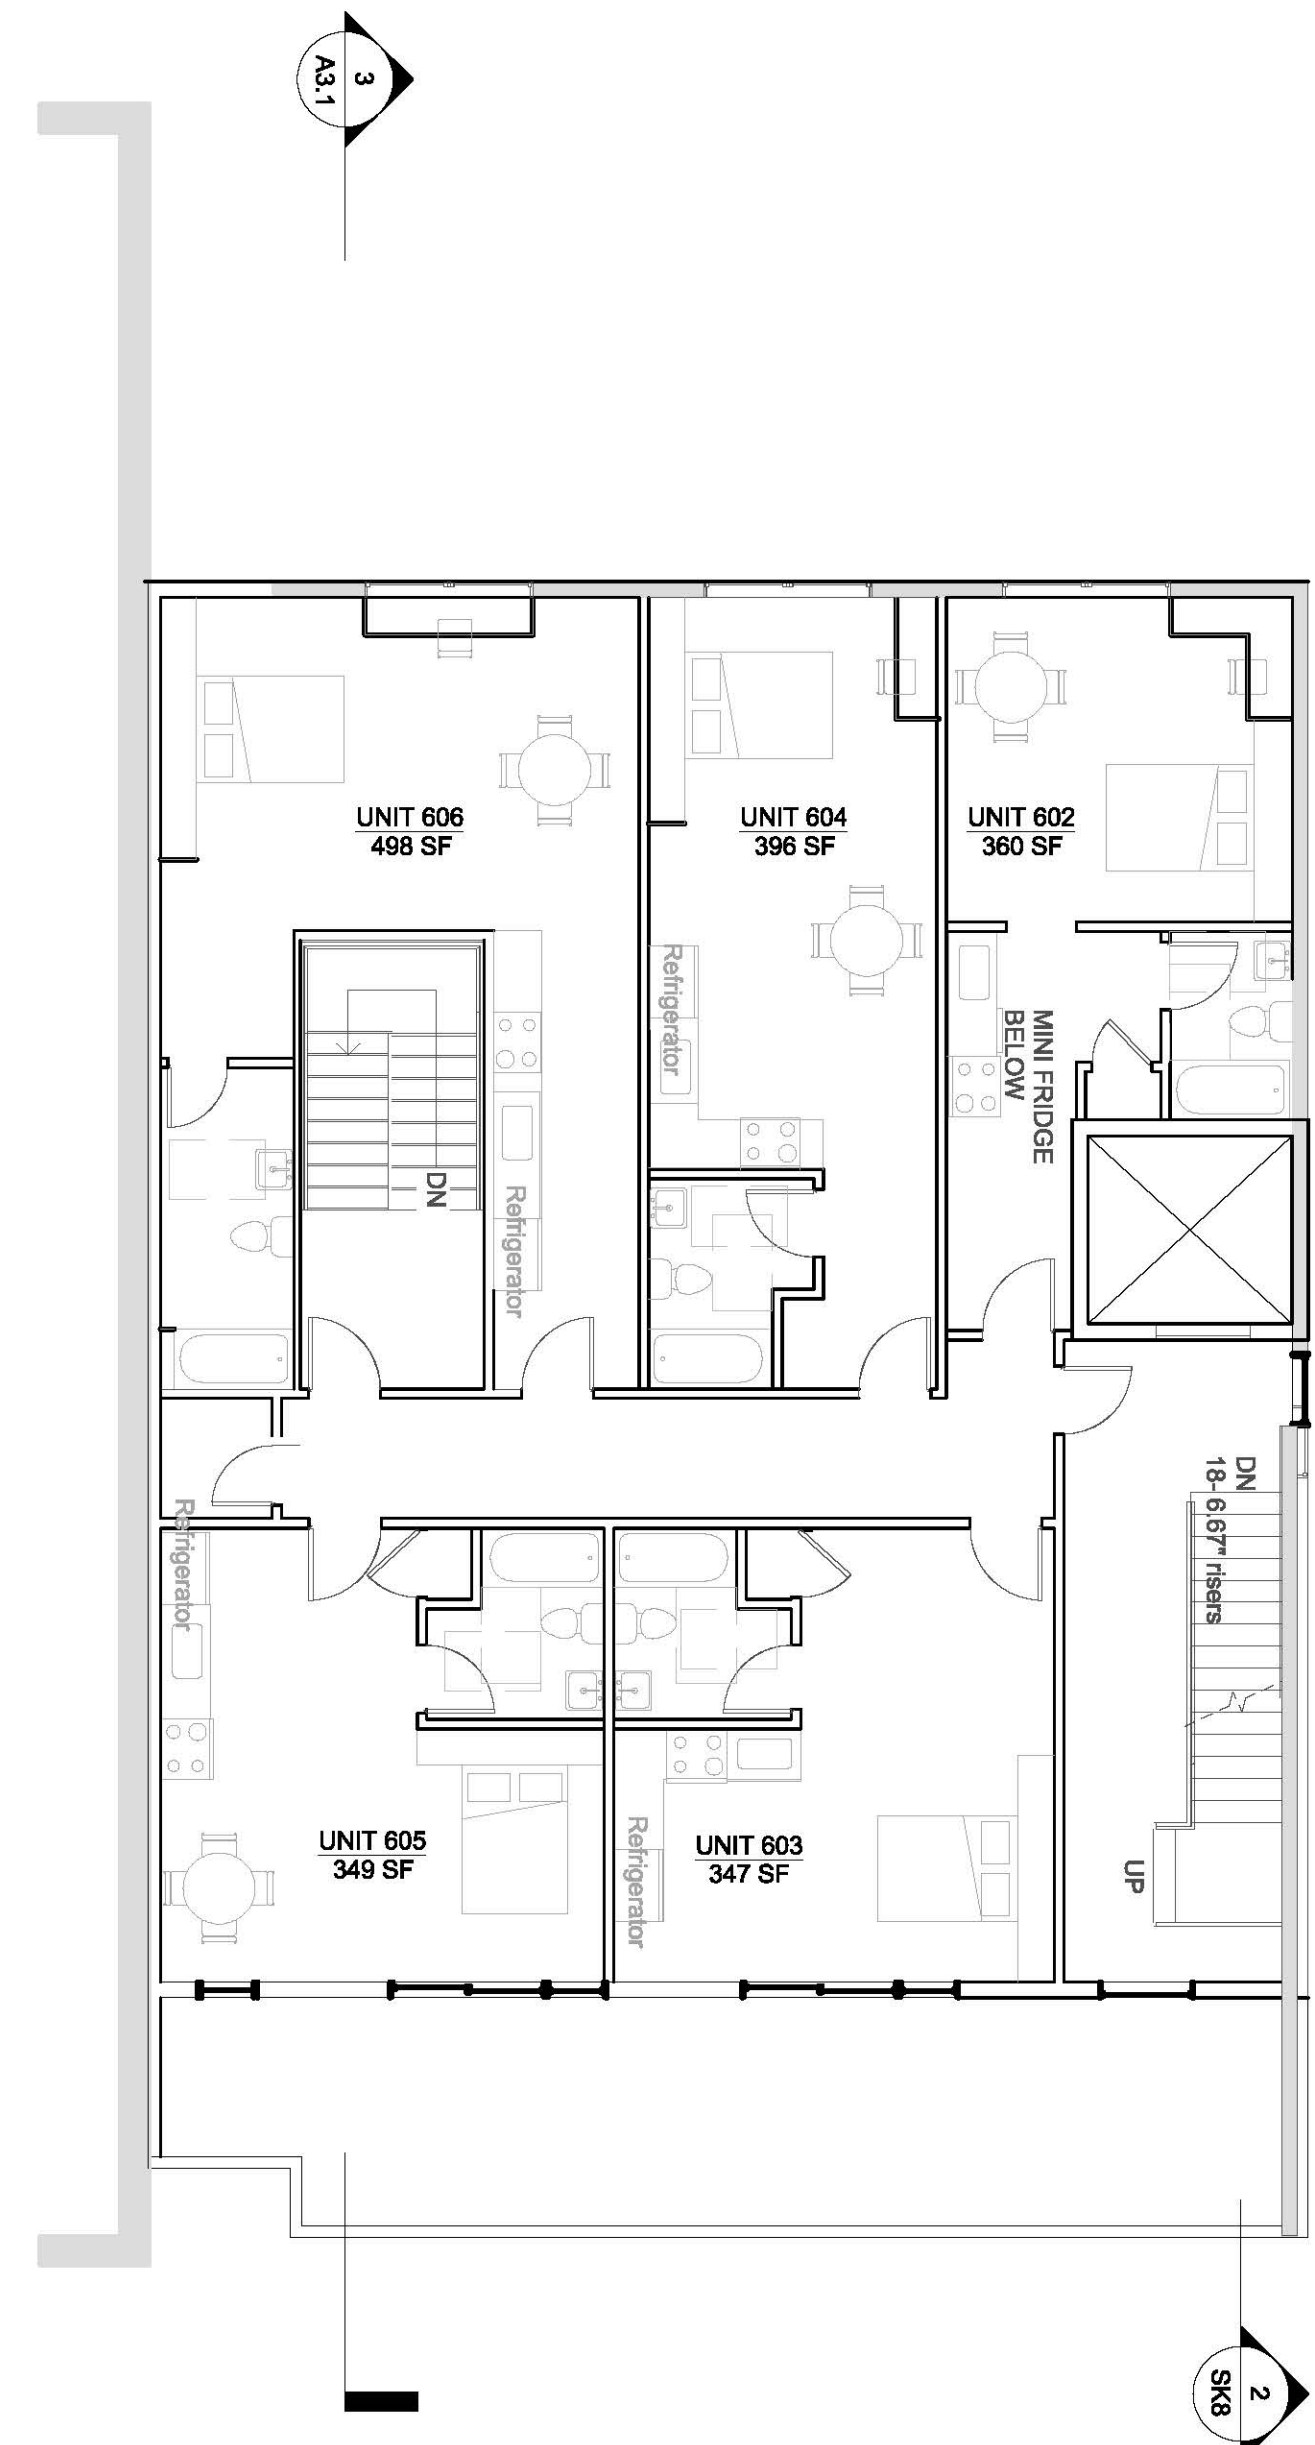 3
A3.1
UNIT 606
498 SF
UNIT 604
396 SF
UNIT 602
360 SF
Refrigerator
MINI FRIDGE
BELOW
DN
Refrigerator
DN
18- 6.67" risers
Refrigerator
UNIT 605
349 SF
Refrigerator
UNIT 603
347 SF
UP
2
SK8